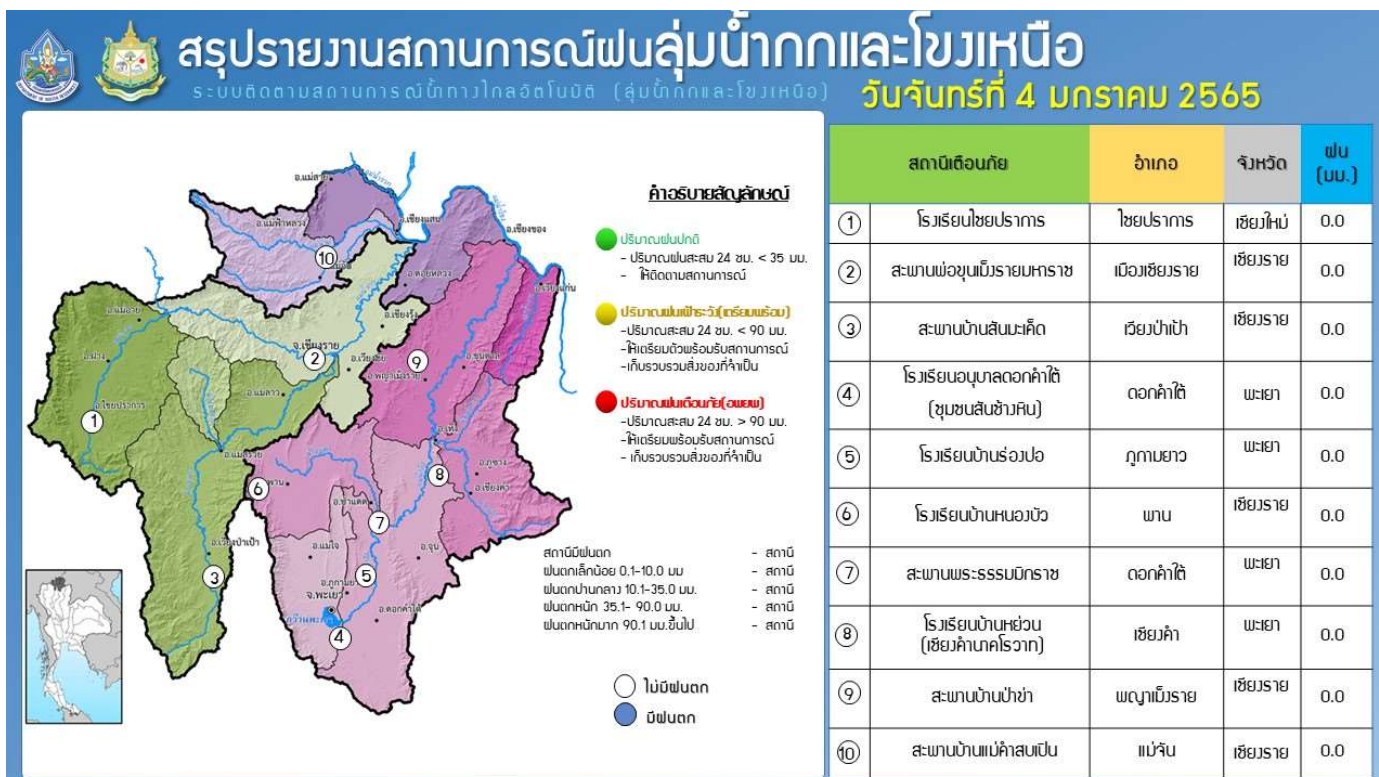 สรุปรายงานสถานการณ์ฝนลุ่มน้ำกกและโขงเหนือ
ระบบติดตามสถานการณ์น้ำทางไกลอัตโนมัติ (ลุ่มน้ำกกและโขงเหนือ)
วันจันทร์ที่ 4 มกราคม 2565
คำอธิบายสัญลักษณ์
ปริมาณฝนปกติ
- ปริมาณฝนสะสม 24 ชม. < 35 มม.
- ให้ติดตามสถานการณ์
ปริมาณฝนเฝ้าระวัง(เตรียมพร้อม)
-ปริมาณสะสม 24 ชม. < 90 มม.
-ให้เตรียมตัวพร้อมรับสถานการณ์
-เก็บรวบรวมสิ่งของที่จำเป็น
ปริมาณฝนเตือนภัย(อพยพ)
-ปริมาณสะสม 24 ชม. > 90 มม.
-ให้เตรียมพร้อมรับสถานการณ์
- เก็บรวบรวมสิ่งของที่จำเป็น
สถานีมีฝนตก - สถานี
ฝนตกเล็กน้อย 0.1-10.0 มม - สถานี
ฝนตกปานกลาง 10.1-35.0 มม. - สถานี
ฝนตกหนัก 35.1- 90.0 มม. - สถานี
ฝนตกหนักมาก 90.1 มม.ขึ้นไป - สถานี
ไม่มีฝนตก
มีฝนตก
อ.แม่สาย
อ.แม่ฟ้าหลวง
อ.เชียงแสน
อ.เชียงของ
10
อ.ดอยหลวง
อ.เวียงแก่น
อ.แม่อาย
อ.เชียงรุ้ง
จ.เชียงราย
2
อ.เวียงชัย
9
อ.ขุนตาล
อ.ฝาง
อ.พญาเม็งราย
อ.แม่ลาว
อ.ไชยปราการ
1
อ.เทิง
อ.แม่สรวย
อ.ภูซาง
8
6
อ.เชียงคำ
อ.ป่าแดด
7
อ.เวียงป่าเป้า
อ.แม่ใจ
อ.จุน
3
5
อ.ภูกามยาว
จ.พะเยา
กว๊านพะเยา
อ.ดอกคำใต้
4
สถานีเตือนภัย อำเภอ จังหวัด ฝน (มม.)
1 โรงเรียนไชยปราการ ไชยปราการ เชียงใหม่ 0.0
2 สะพานพ่อขุนเม็งรายมหาราช เมืองเชียงราย เชียงราย 0.0
3 สะพานบ้านสันมะเค็ด เวียงป่าเป้า เชียงราย 0.0
4 โรงเรียนอนุบาลดอกคำใต้ ดอกคำใต้ พะเยา 0.0
(ชุมชนสันช้างหิน)
5 โรงเรียนบ้านร่องปอ ภูกามยาว พะเยา 0.0
6 โรงเรียนบ้านหนองบัว พาน เชียงราย 0.0
7 สะพานพระธรรมมิกราช ดอกคำใต้ พะเยา 0.0
8 โรงเรียนบ้านหย่วน เชียงคำ พะเยา 0.0
(เชียงคำนาคโรวาท)
9 สะพานบ้านป่าข่า พญาเม็งราย เชียงราย 0.0
10 สะพานบ้านแม่คำสบเปิน แม่จัน เชียงราย 0.0